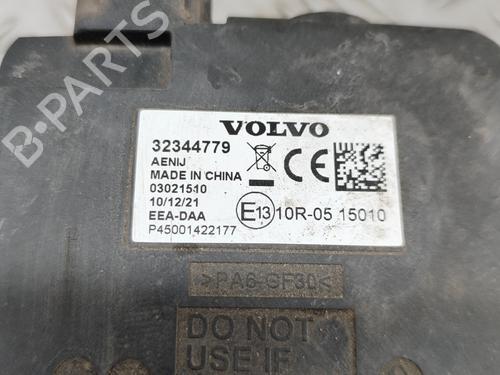 B-PARTS
VOLVO
32344779
AENIJ
MADE IN CHINA
03021510
10/12/21
EEA-DAA
P45001422177
CE
E13 10R-05 15010
>PA6-GF30<
DO NOT
USE IF